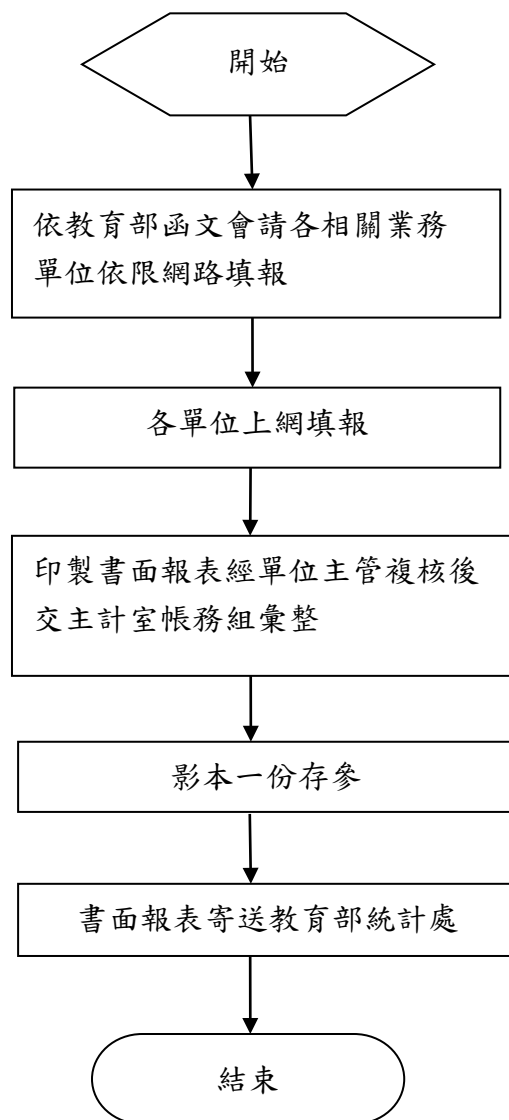 開始
依教育部函文會請各相關業務
單位依限網路填報
各單位上網填報
印製書面報表經單位主管複核後
交主計室帳務組彙整
影本一份存參
書面報表寄送教育部統計處
結束